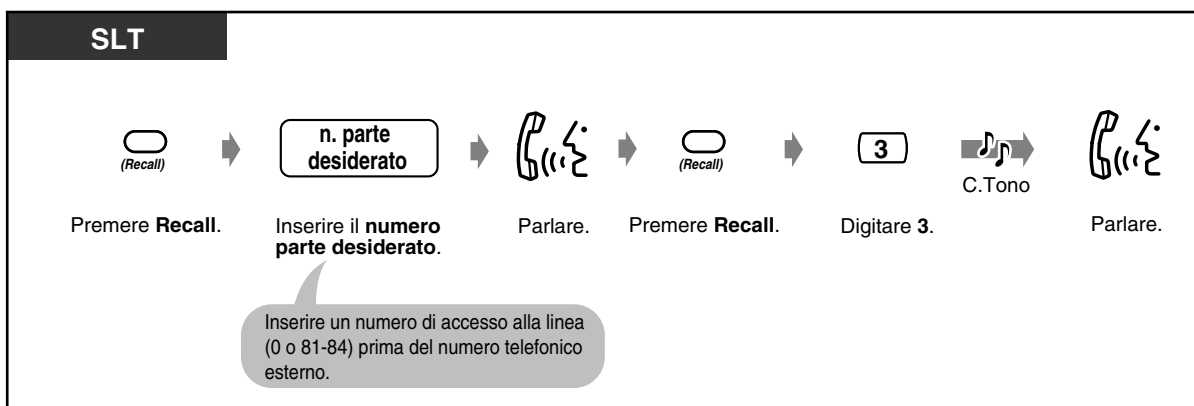 SLT
(Recall)
n. parte
desiderato
(Recall)
3
C.Tono
Premere Recall.
Inserire il numero
parte desiderato.
Parlare.
Premere Recall.
Digitare 3.
Parlare.
Inserire un numero di accesso alla linea
(0 o 81-84) prima del numero telefonico
esterno.